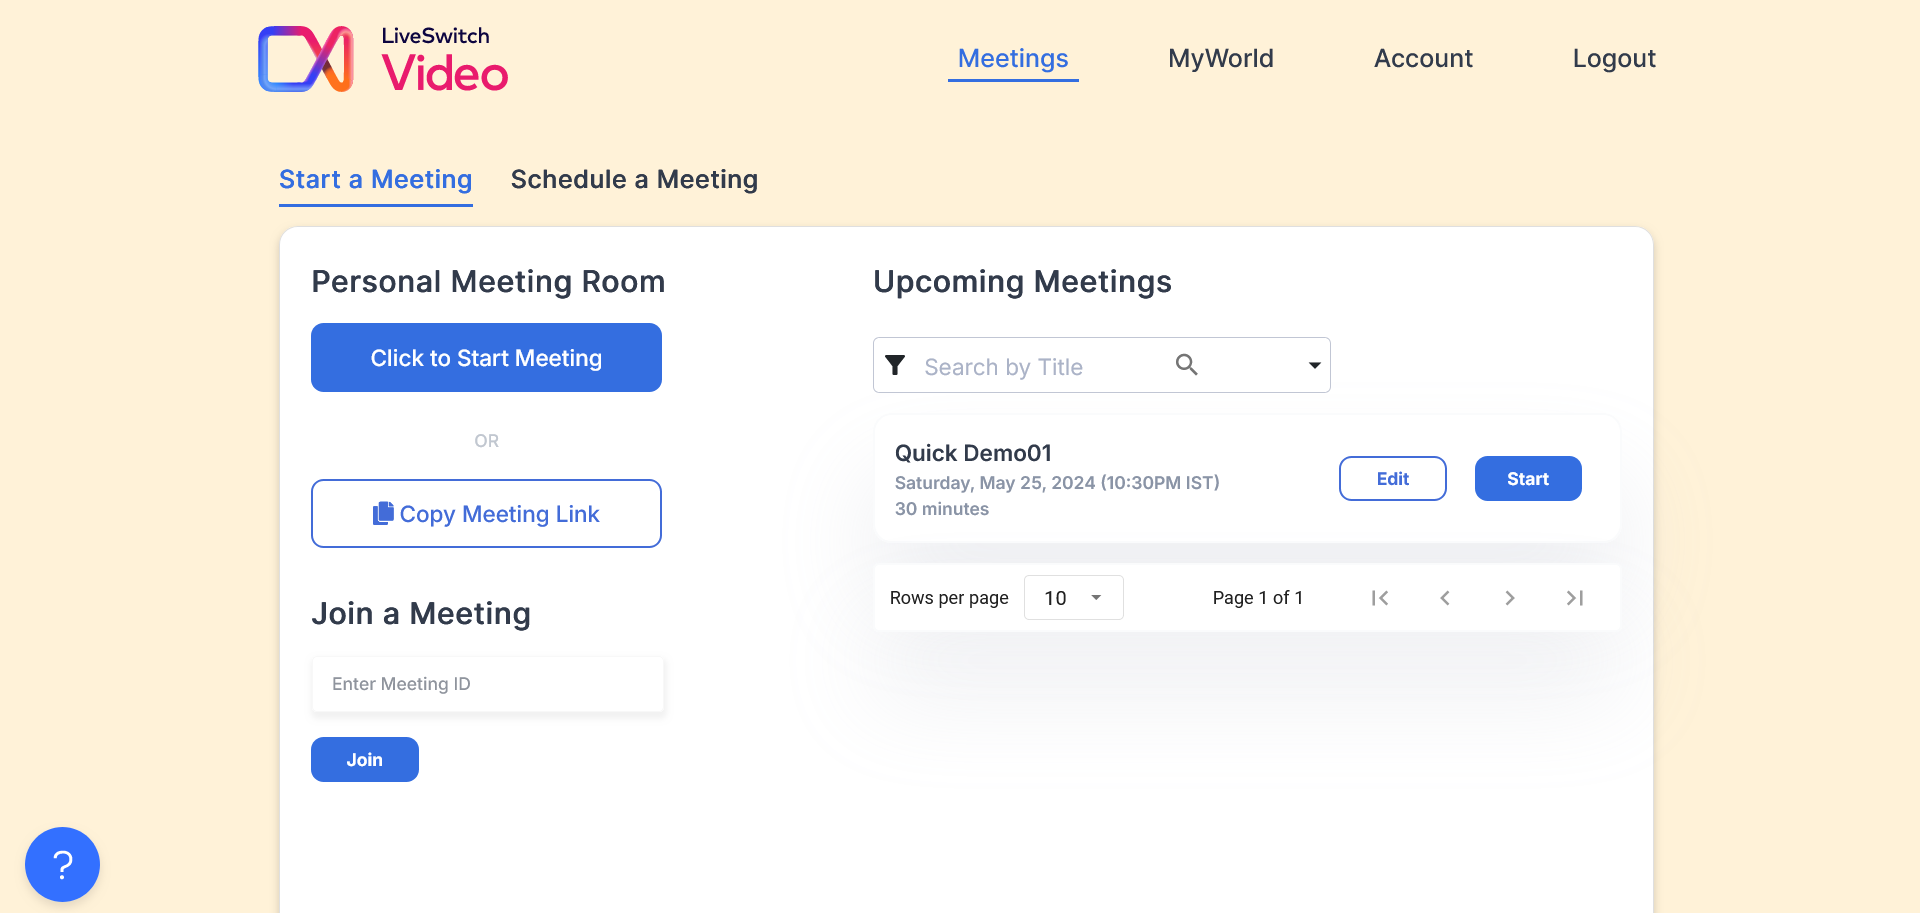 LiveSwitch
Video
Meetings
MyWorld
Account
Logout
Start a Meeting
Schedule a Meeting
Personal Meeting Room
Click to Start Meeting
OR
Copy Meeting Link
Join a Meeting
Enter Meeting ID
Join
Upcoming Meetings
Search by Title
Quick Demo01
Saturday, May 25, 2024 (10:30PM IST)
30 minutes
Edit
Start
Rows per page
10
Page 1 of 1
?